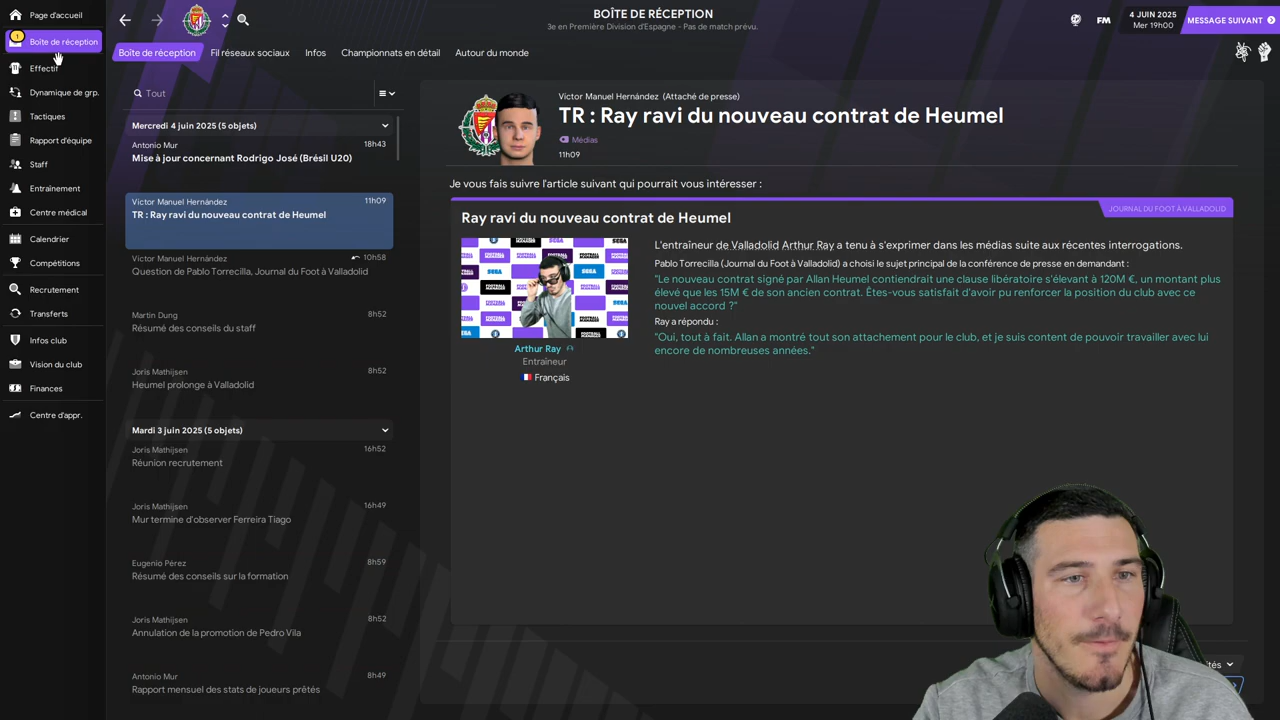 Page d'accueil
1
Boîte de réception
Effectif
Dynamique de grp.
Tactiques
Rapport d'équipe
Staff
Entraînement
Centre médical
Calendrier
Compétitions
Recrutement
Transferts
Infos club
Vision du club
Finances
Centre d'appr.
BOÎTE DE RÉCEPTION
3e en Première Division d'Espagne - Pas de match prévu.
FM
4 JUIN 2025
Mer 19h00
MESSAGE SUIVANT
Boîte de réception Fil réseaux sociaux Infos Championnats en détail Autour du monde
Tout
Mercredi 4 juin 2025 (5 objets)
Antonio Mur 18h43
Mise à jour concernant Rodrigo José (Brésil U20)
Víctor Manuel Hernández 11h09
TR : Ray ravi du nouveau contrat de Heumel
Víctor Manuel Hernández 10h58
Question de Pablo Torrecilla, Journal du Foot à Valladolid
Martin Dung 8h52
Résumé des conseils du staff
Joris Mathijsen 8h52
Heumel prolonge à Valladolid
Mardi 3 juin 2025 (5 objets)
Joris Mathijsen 16h52
Réunion recrutement
Joris Mathijsen 16h49
Mur termine d'observer Ferreira Tiago
Eugenio Pérez 8h59
Résumé des conseils sur la formation
Joris Mathijsen 8h52
Annulation de la promotion de Pedro Vila
Antonio Mur 8h49
Rapport mensuel des stats de joueurs prêtés
Víctor Manuel Hernández (Attaché de presse)
TR : Ray ravi du nouveau contrat de Heumel
Médias
11h09
Je vous fais suivre l'article suivant qui pourrait vous intéresser :
JOURNAL DU FOOT À VALLADOLID
Ray ravi du nouveau contrat de Heumel
SEGA
Arthur Ray
Entraîneur
Français
L'entraîneur de Valladolid Arthur Ray a tenu à s'exprimer dans les médias suite aux récentes interrogations.
Pablo Torrecilla (Journal du Foot à Valladolid) a choisi le sujet principal de la conférence de presse en demandant :
"Le nouveau contrat signé par Allan Heumel contiendrait une clause libératoire s'élevant à 120M €, un montant plus
élevé que les 15M € de son ancien contrat. Êtes-vous satisfait d'avoir pu renforcer la position du club avec ce
nouvel accord ?"
Ray a répondu :
"Oui, tout à fait. Allan a montré tout son attachement pour le club, et je suis content de pouvoir travailler avec lui
encore de nombreuses années."